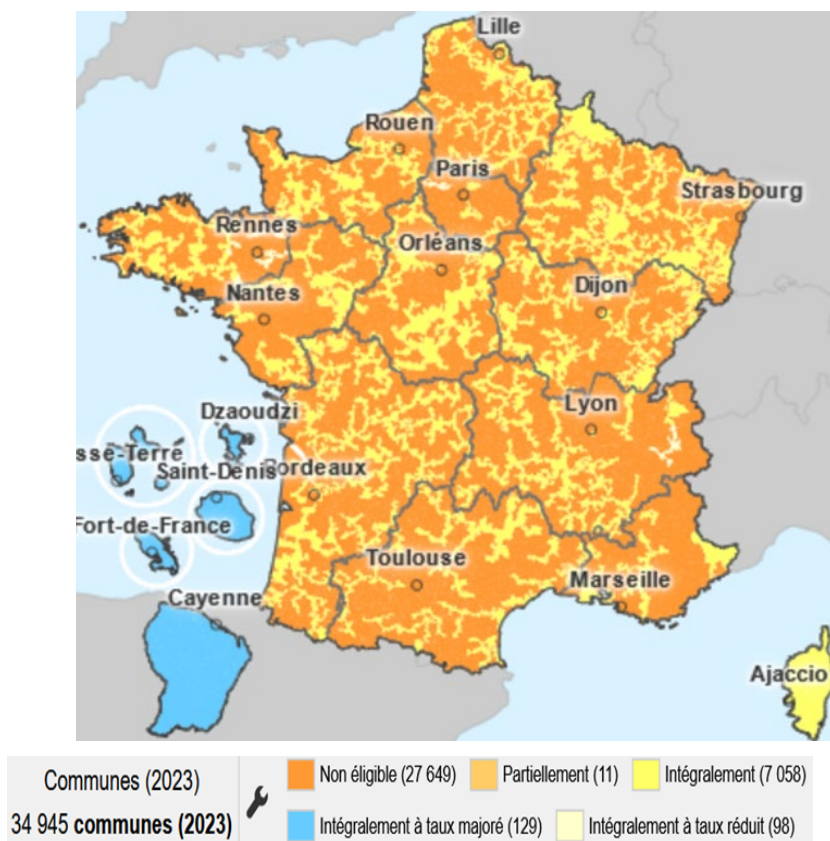 Lille
Rouen
Paris
Strasbourg
Rennes
Orléans
Nantes
Dijon
Dzaoudzi
Lyon
sse-Terre
Saint-Denis
Bordeaux
Fort-de-France
Toulouse
Marseille
Cayenne
Ajaccio
Communes (2023)
34 945 communes (2023)
Non éligible (27 649)
Partiellement (11)
Intégralement (7 058)
Intégralement à taux majoré (129)
Intégralement à taux réduit (98)